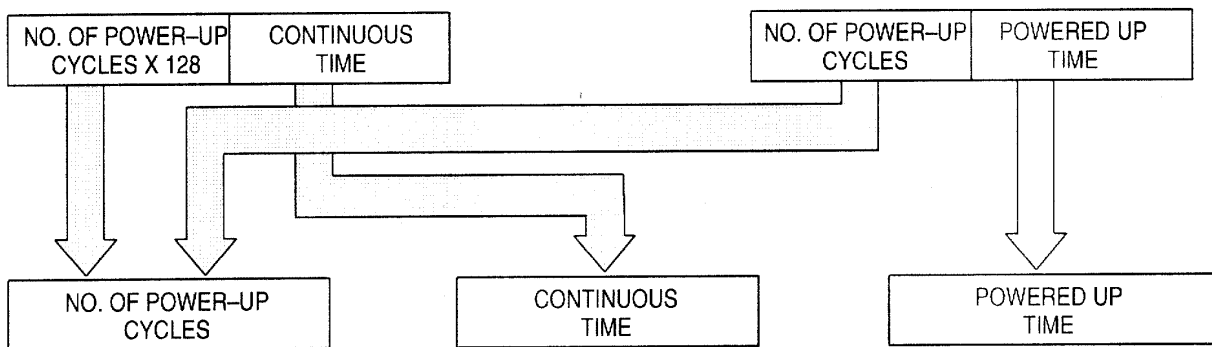 NO. OF POWER–UP
CYCLES X 128
CONTINUOUS
TIME
NO. OF POWER–UP
CYCLES
POWERED UP
TIME
NO. OF POWER–UP
CYCLES
CONTINUOUS
TIME
POWERED UP
TIME